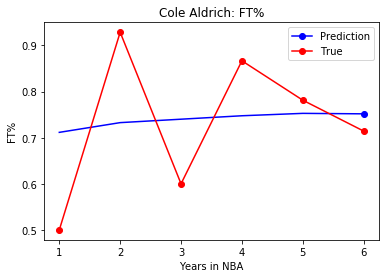 Cole Aldrich: FT%
Prediction
True
FT%
0.9
0.8
0.7
0.6
0.5
1 2 3 4 5 6
Years in NBA